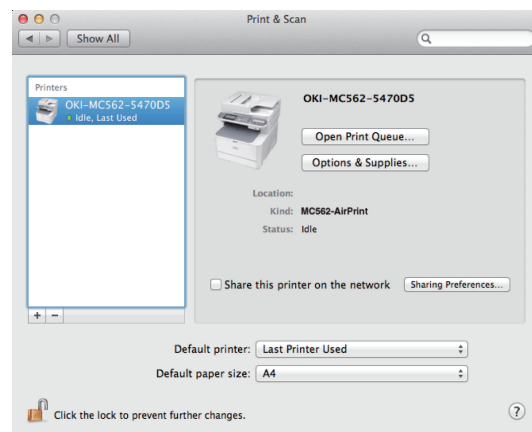 Print & Scan
Show All
Printers
OKI-MC562-5470D5
Idle, Last Used
+ −
OKI-MC562-5470D5
Open Print Queue...
Options & Supplies...
Location:
Kind: MC562-AirPrint
Status: Idle
Share this printer on the network Sharing Preferences...
Default printer: Last Printer Used
Default paper size: A4
Click the lock to prevent further changes. ?